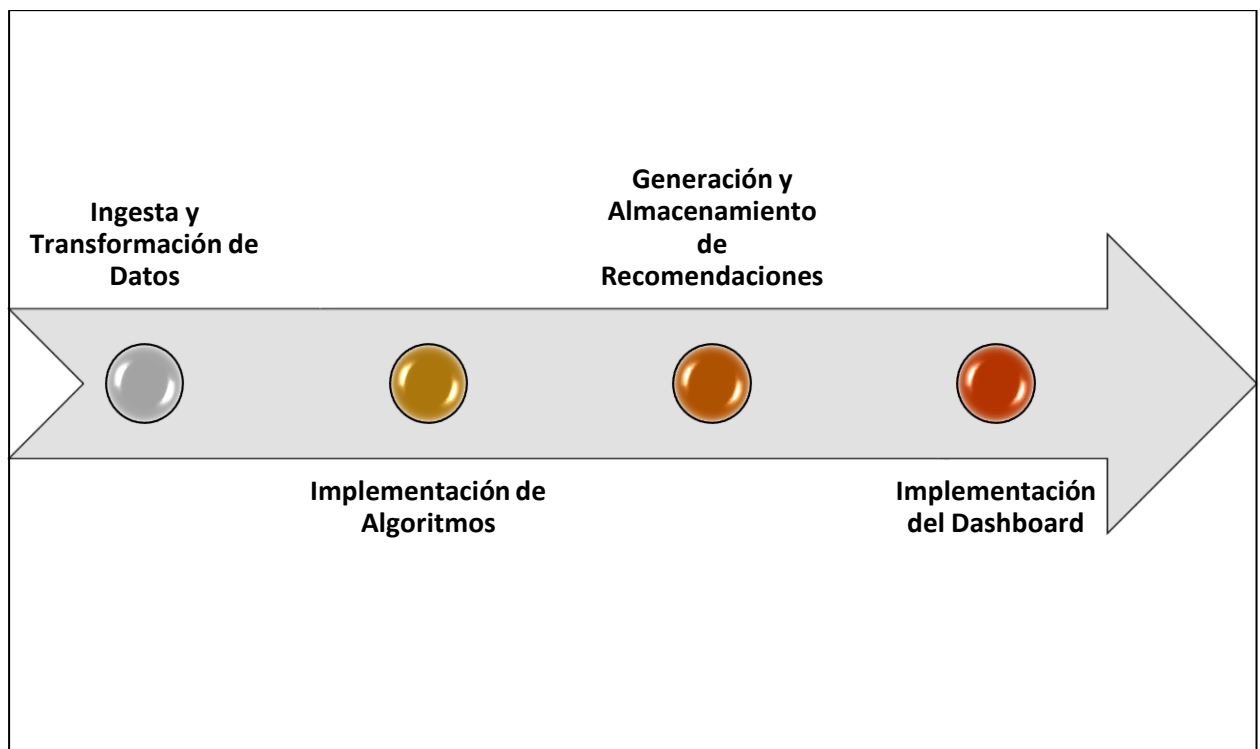 Ingesta y
Transformación de
Datos
Implementación de
Algoritmos
Generación y
Almacenamiento
de
Recomendaciones
Implementación
del Dashboard